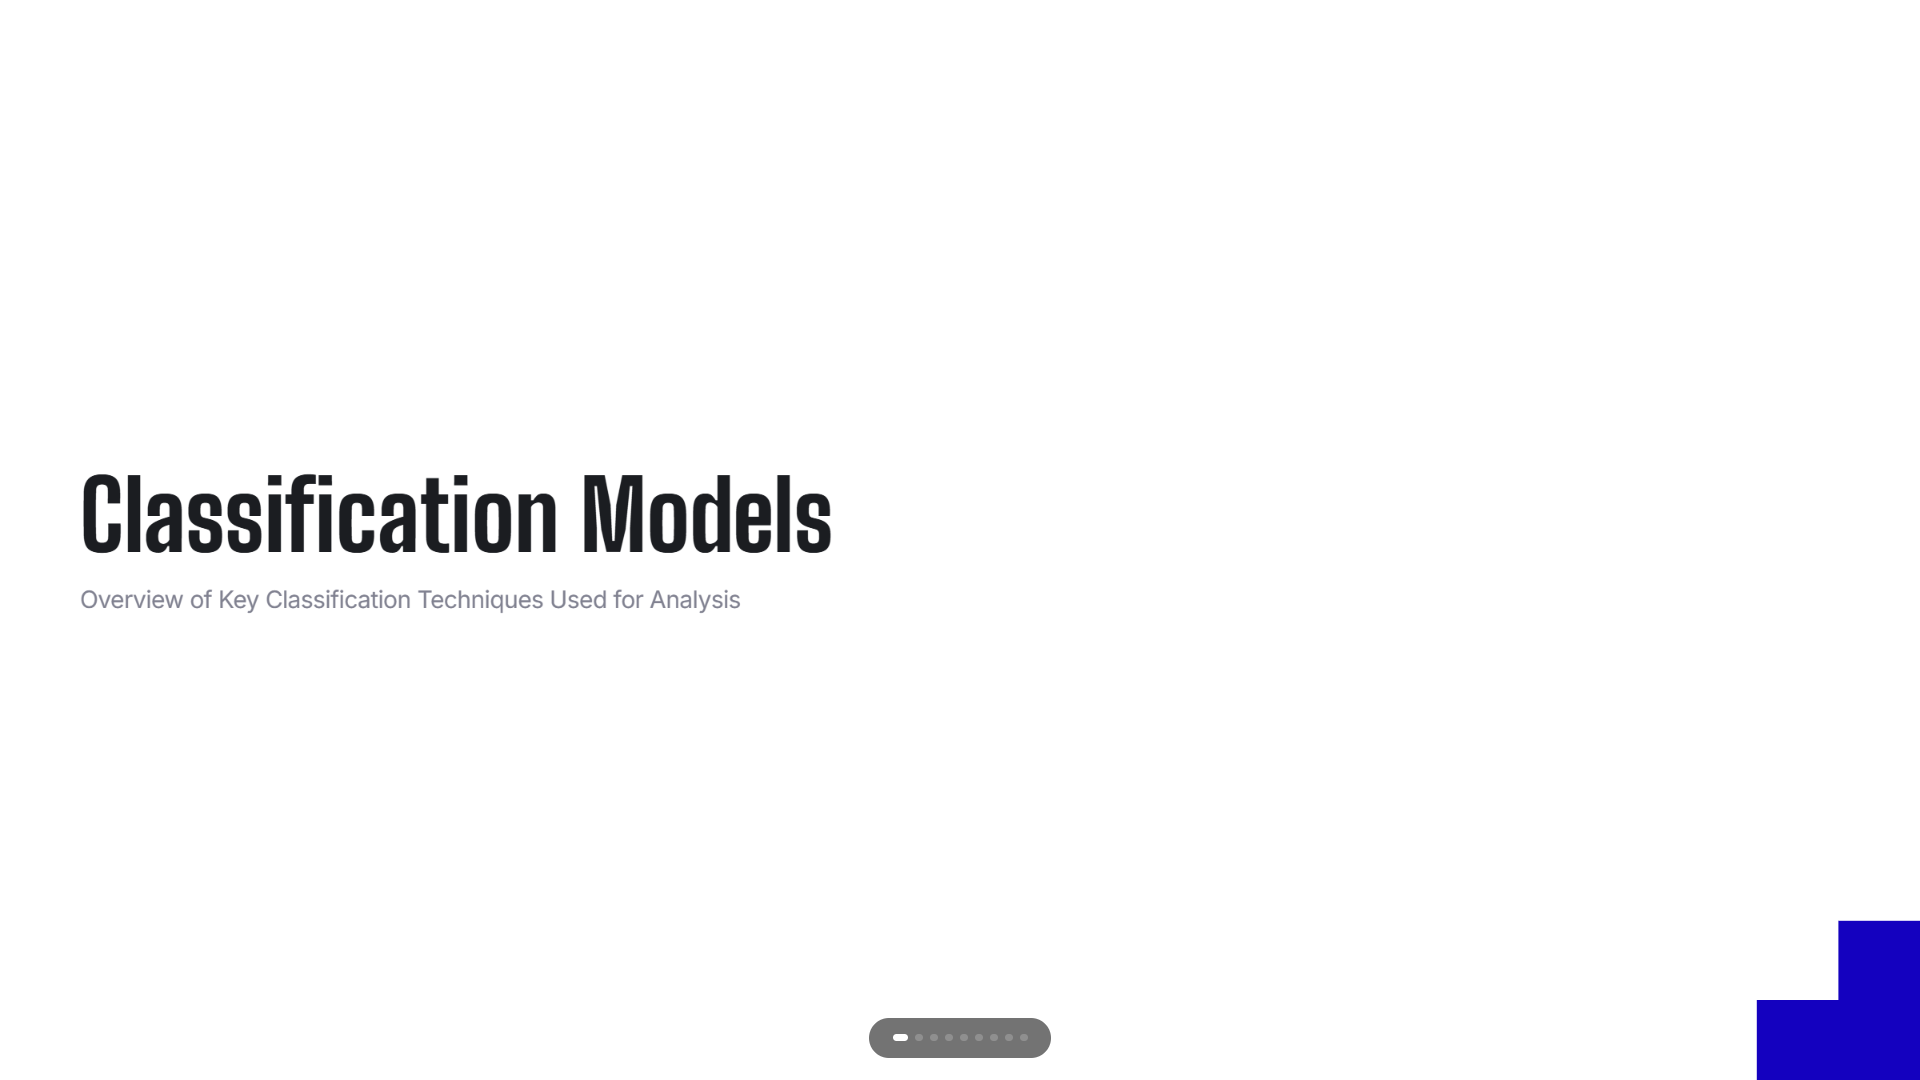 Classification Models
Overview of Key Classification Techniques Used for Analysis